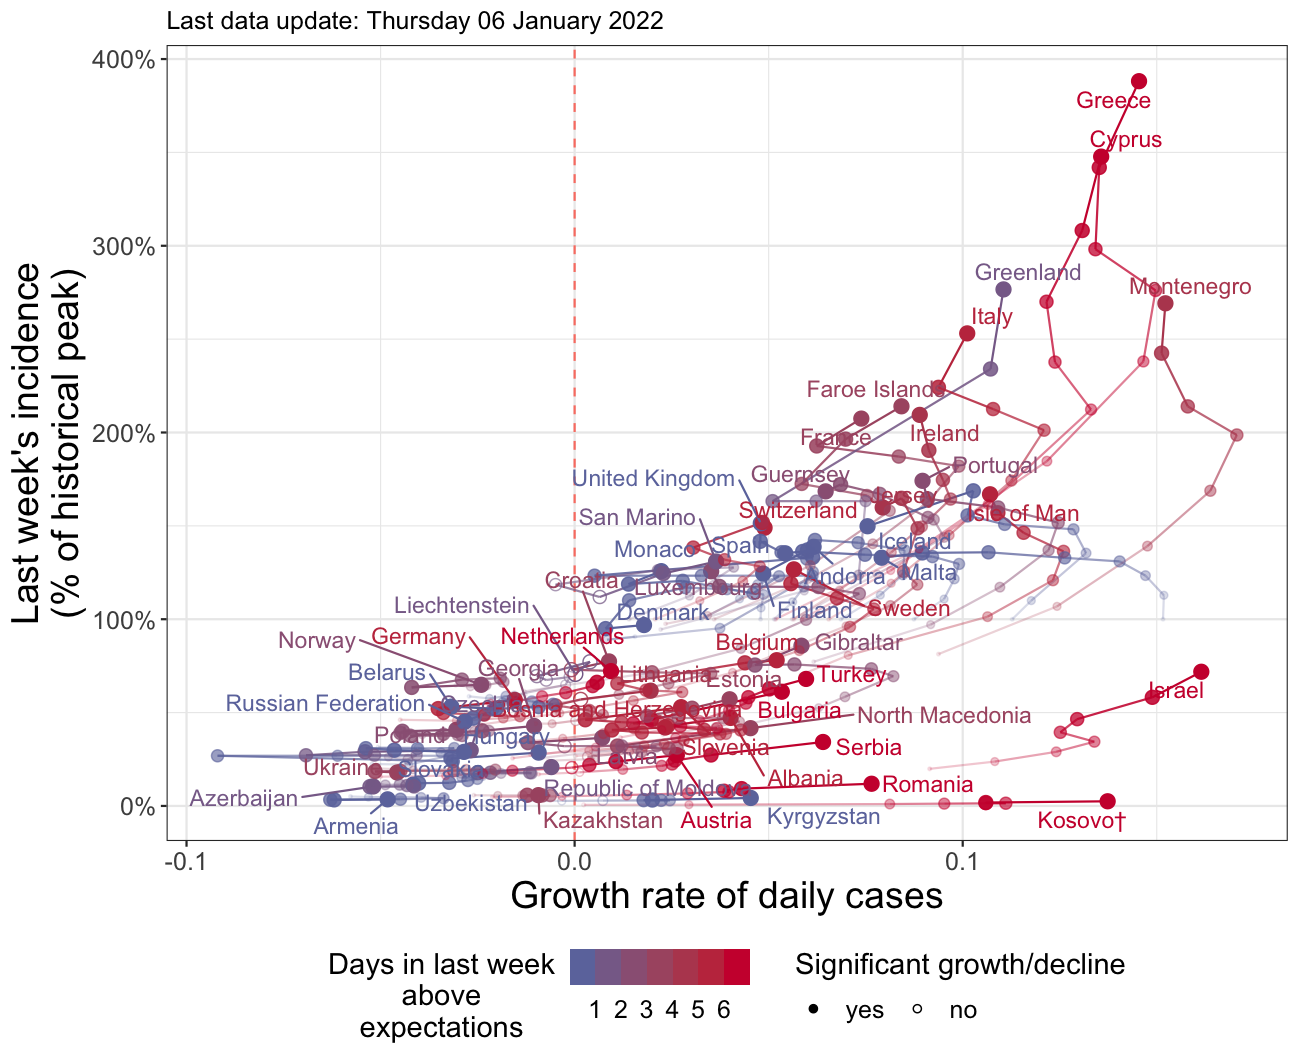 Last data update: Thursday 06 January 2022
400%
300%
200%
100%
0%
Last week's incidence
(% of historical peak)
Greece
Cyprus
Greenland
Montenegro
Italy
Faroe Islands
France
Ireland
Portugal
Guernsey
United Kingdom
Jersey
Switzerland
Isle of Man
San Marino
Monaco
Spain
Iceland
Croatia
Luxembourg
Andorra
Malta
Liechtenstein
Denmark
Finland
Sweden
Norway
Germany
Netherlands
Belgium
Gibraltar
Belarus
Georgia
Lithuania
Estonia
Turkey
Israel
Russian Federation
Bosnia and Herzegovina
Bulgaria
North Macedonia
Poland
Hungary
Slovenia
Serbia
Latvia
Ukraine
Slovakia
Albania
Republic of Moldova
Romania
Azerbaijan
Uzbekistan
Armenia
Kazakhstan
Austria
Kyrgyzstan
Kosovo†
-0.1
0.0
0.1
Growth rate of daily cases
Days in last week
above
expectations
1 2 3 4 5 6
Significant growth/decline
yes
no